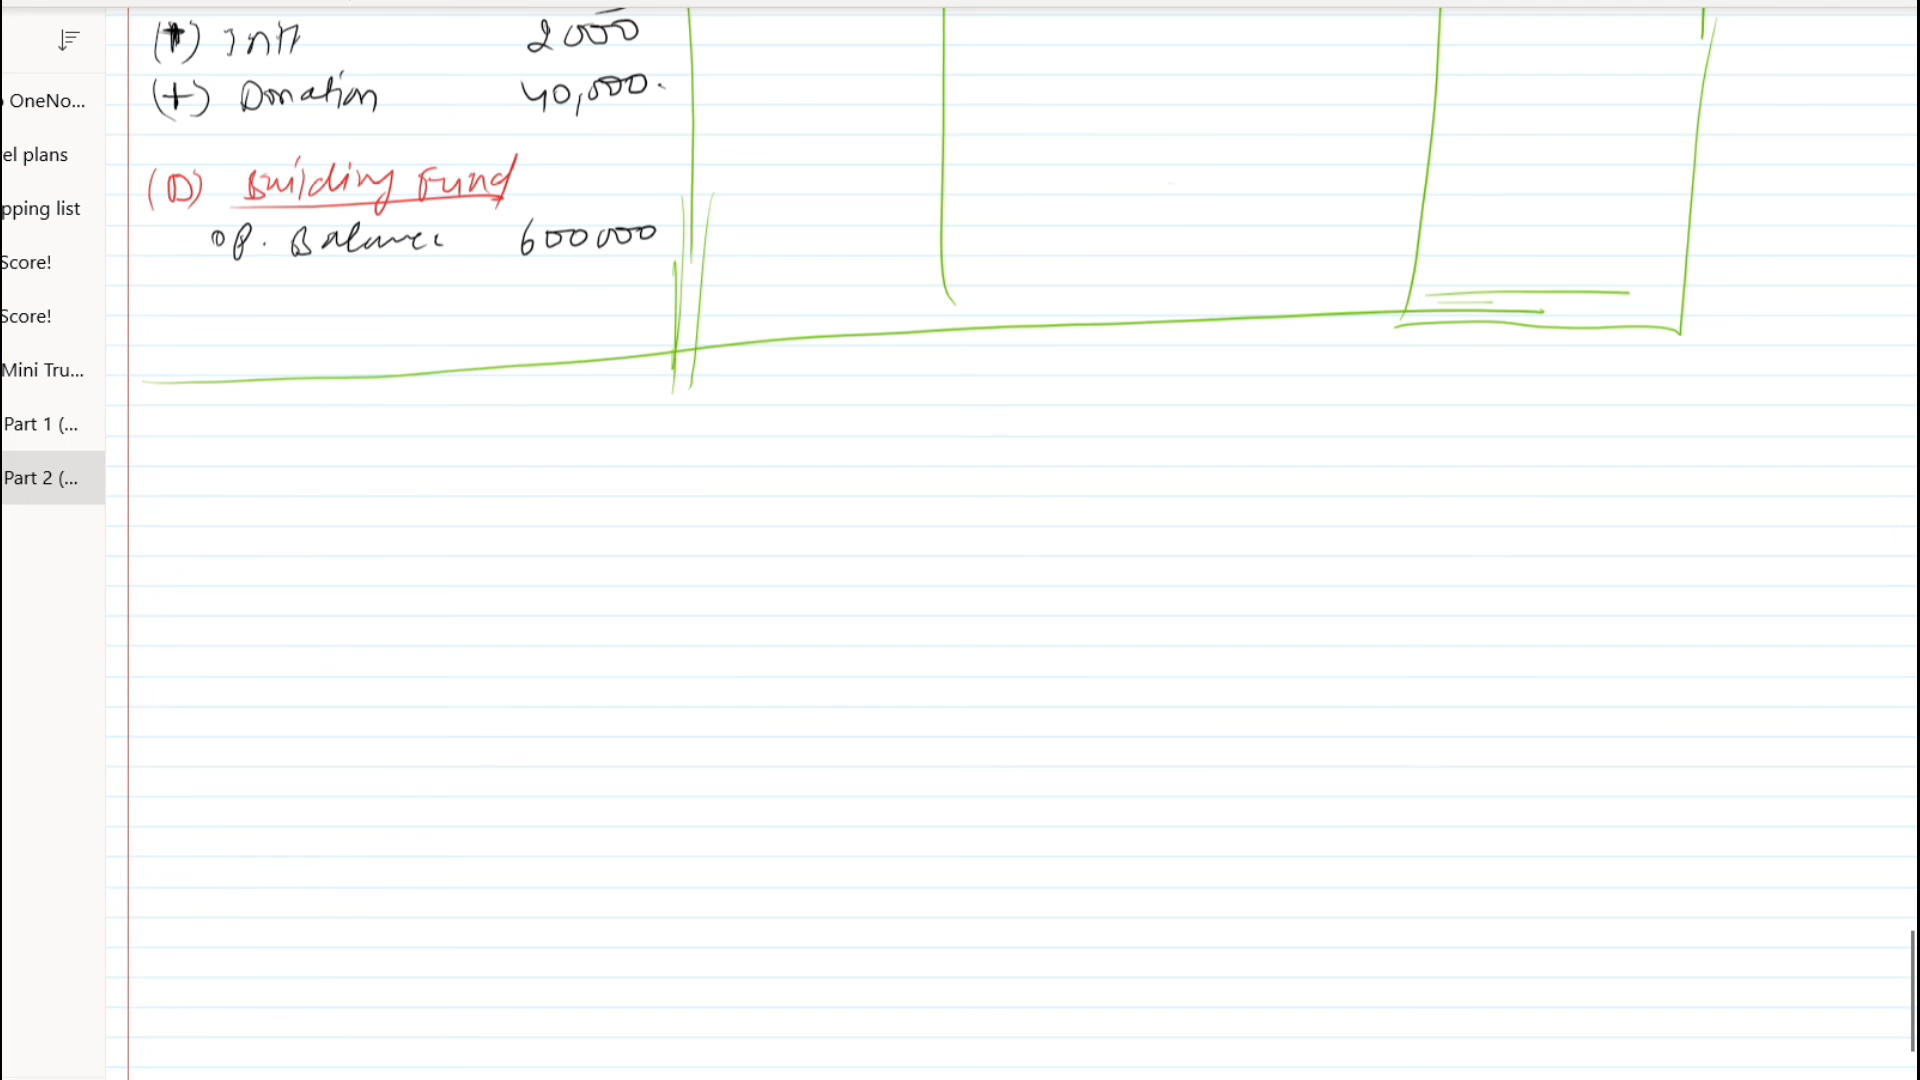 (+) Intt 2000
(+) Donation 40,000.
(D) Building Fund
op. Balance 600000
OneNo...
el plans
pping list
Score!
Score!
Mini Tru...
Part 1 (...
Part 2 (...